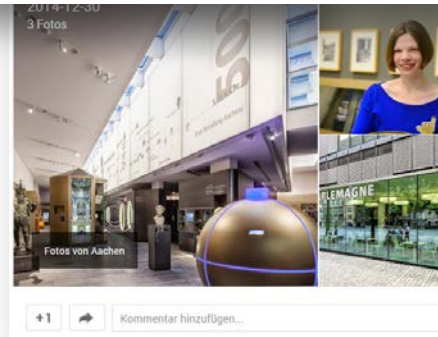 2014-12-30
3 Fotos
LEMAGNE
Fotos von Aachen
+1
Kommentar hinzufügen...